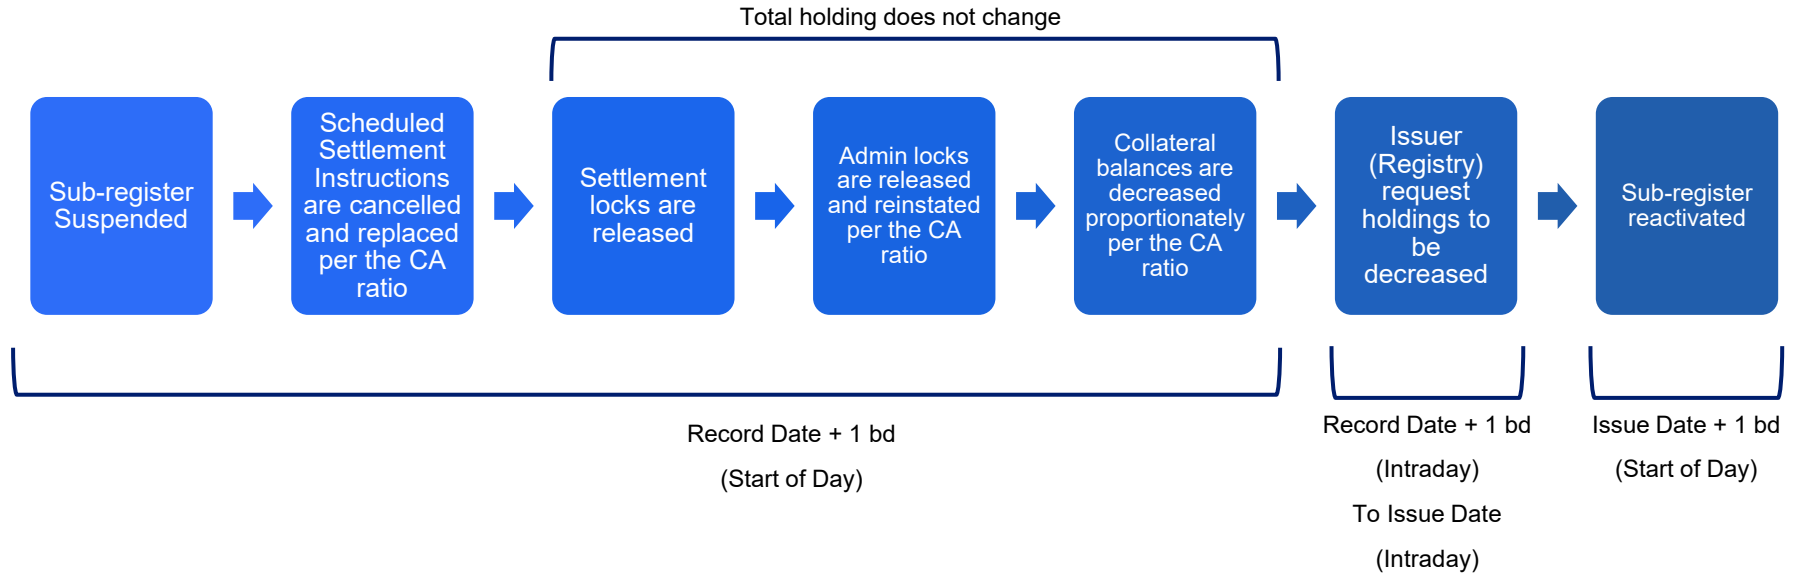 Total holding does not change
Sub-register
Suspended
Scheduled
Settlement
Instructions
are cancelled
and replaced
per the CA
ratio
Settlement
locks are
released
Admin locks
are released
and reinstated
per the CA
ratio
Collateral
balances are
decreased
proportionately
per the CA
ratio
Issuer
(Registry)
request
holdings to
be
decreased
Sub-register
reactivated
Record Date + 1 bd
(Start of Day)
Record Date + 1 bd
(Intraday)
To Issue Date
(Intraday)
Issue Date + 1 bd
(Start of Day)